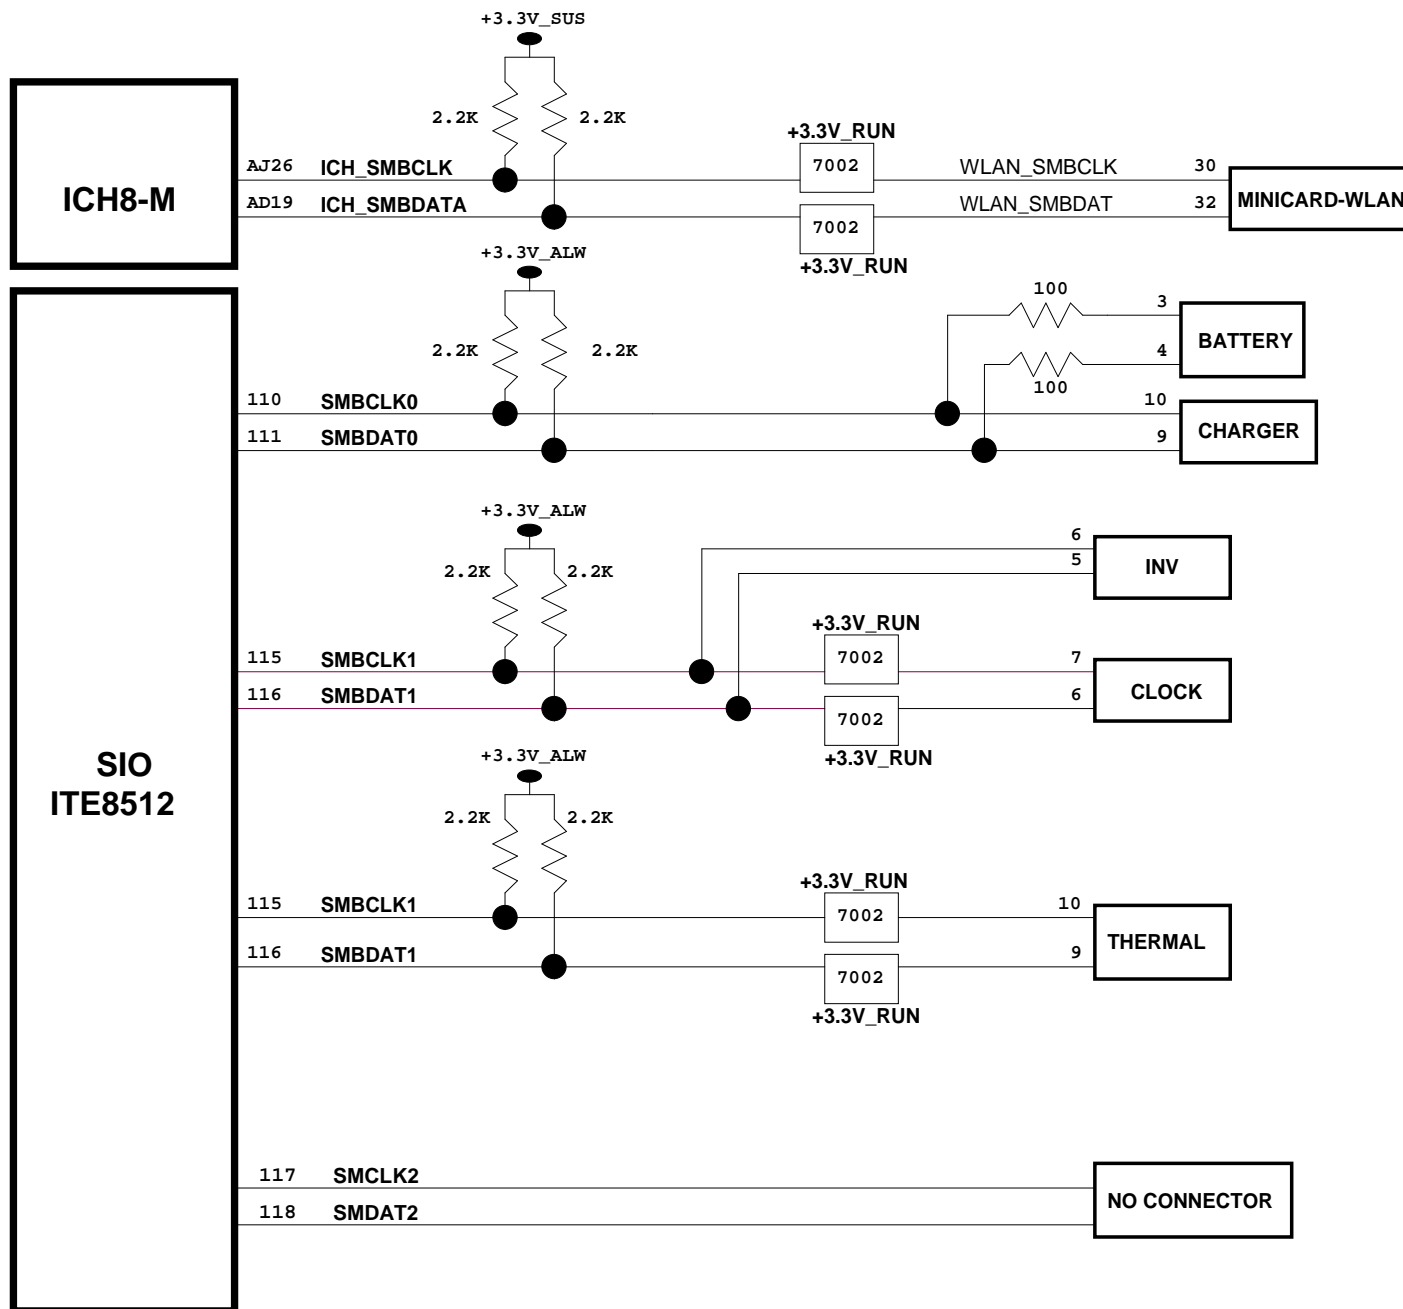 +3.3V_SUS
2.2K
2.2K
+3.3V_RUN
7002
AJ26
ICH_SMBCLK
WLAN_SMBCLK
30
ICH8-M
MINICARD-WLAN
AD19
ICH_SMBDATA
WLAN_SMBDAT
32
7002
+3.3V_RUN
+3.3V_ALW
2.2K
2.2K
100
3
BATTERY
4
100
110
SMBCLK0
10
CHARGER
111
SMBDAT0
9
+3.3V_ALW
2.2K
2.2K
6
5
INV
+3.3V_RUN
115
SMBCLK1
7002
7
CLOCK
116
SMBDAT1
7002
6
+3.3V_RUN
SIO
ITE8512
+3.3V_ALW
2.2K
2.2K
+3.3V_RUN
115
SMBCLK1
7002
10
THERMAL
116
SMBDAT1
7002
9
+3.3V_RUN
117
SMCLK2
NO CONNECTOR
118
SMDAT2